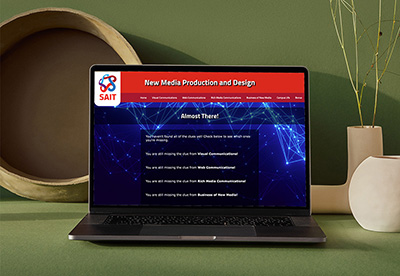 SAIT
New Media Production and Design
Home Visual Communications Web Communications Rich Media Communications Business of New Media Campus Life
Almost There!
You haven't found all of the clues yet! Check below to see which ones
you're missing.
You are still missing the clue from Visual Communications!
You are still missing the clue from Web Communications!
You are still missing the clue from Rich Media Communications!
You are still missing the clue from Business of New Media!